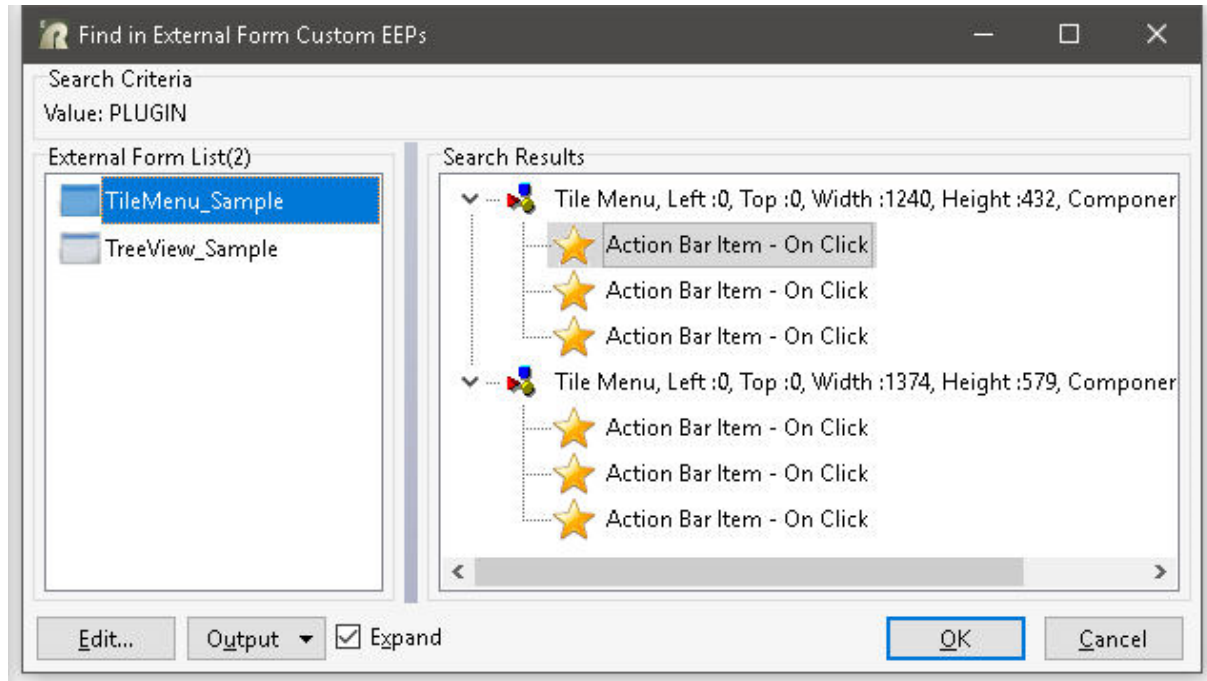 Find in External Form Custom EEPs
Search Criteria
Value: PLUGIN
External Form List(2)
TileMenu_Sample
TreeView_Sample
Search Results
Tile Menu, Left :0, Top :0, Width :1240, Height :432, Componer
Action Bar Item - On Click
Action Bar Item - On Click
Action Bar Item - On Click
Tile Menu, Left :0, Top :0, Width :1374, Height :579, Componer
Action Bar Item - On Click
Action Bar Item - On Click
Action Bar Item - On Click
Edit... Output Expand OK Cancel